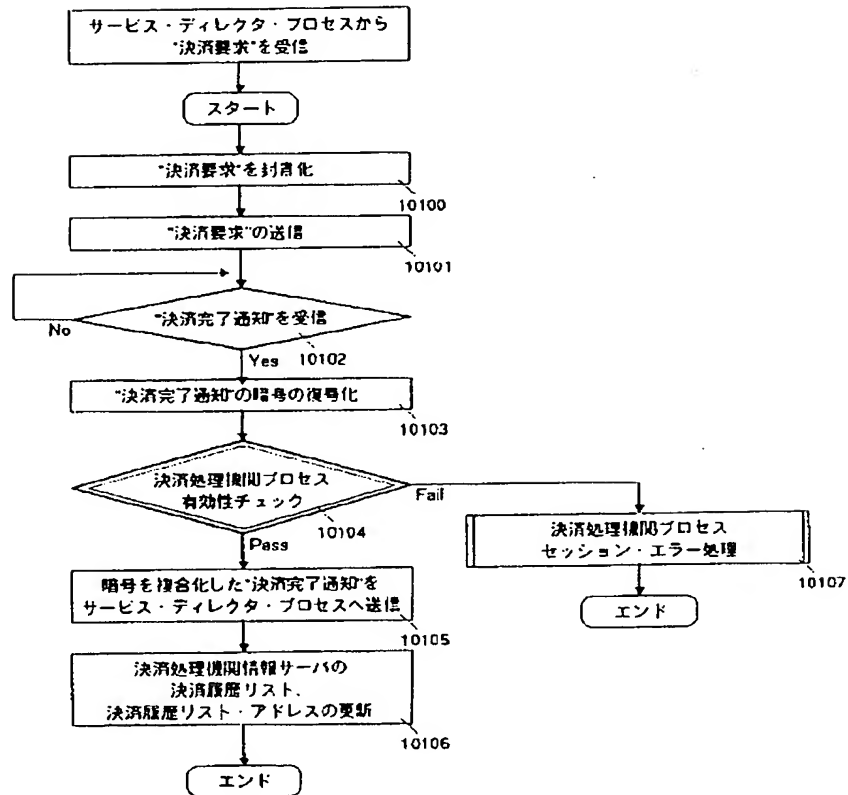 サービス・ディレクタ・プロセスから
"決済要求"を受信
スタート
"決済要求"を封書化
10100
"決済要求"の送信
10101
"決済完了通知"を受信
No
Yes
10102
"決済完了通知"の暗号の復号化
10103
決済処理機関プロセス
有効性チェック
Fail
10104
Pass
決済処理機関プロセス
セッション・エラー処理
10107
エンド
暗号を複合化した"決済完了通知"を
サービス・ディレクタ・プロセスへ送信
10105
決済処理機関情報サーバの
決済履歴リスト、
決済履歴リスト・アドレスの更新
10106
エンド